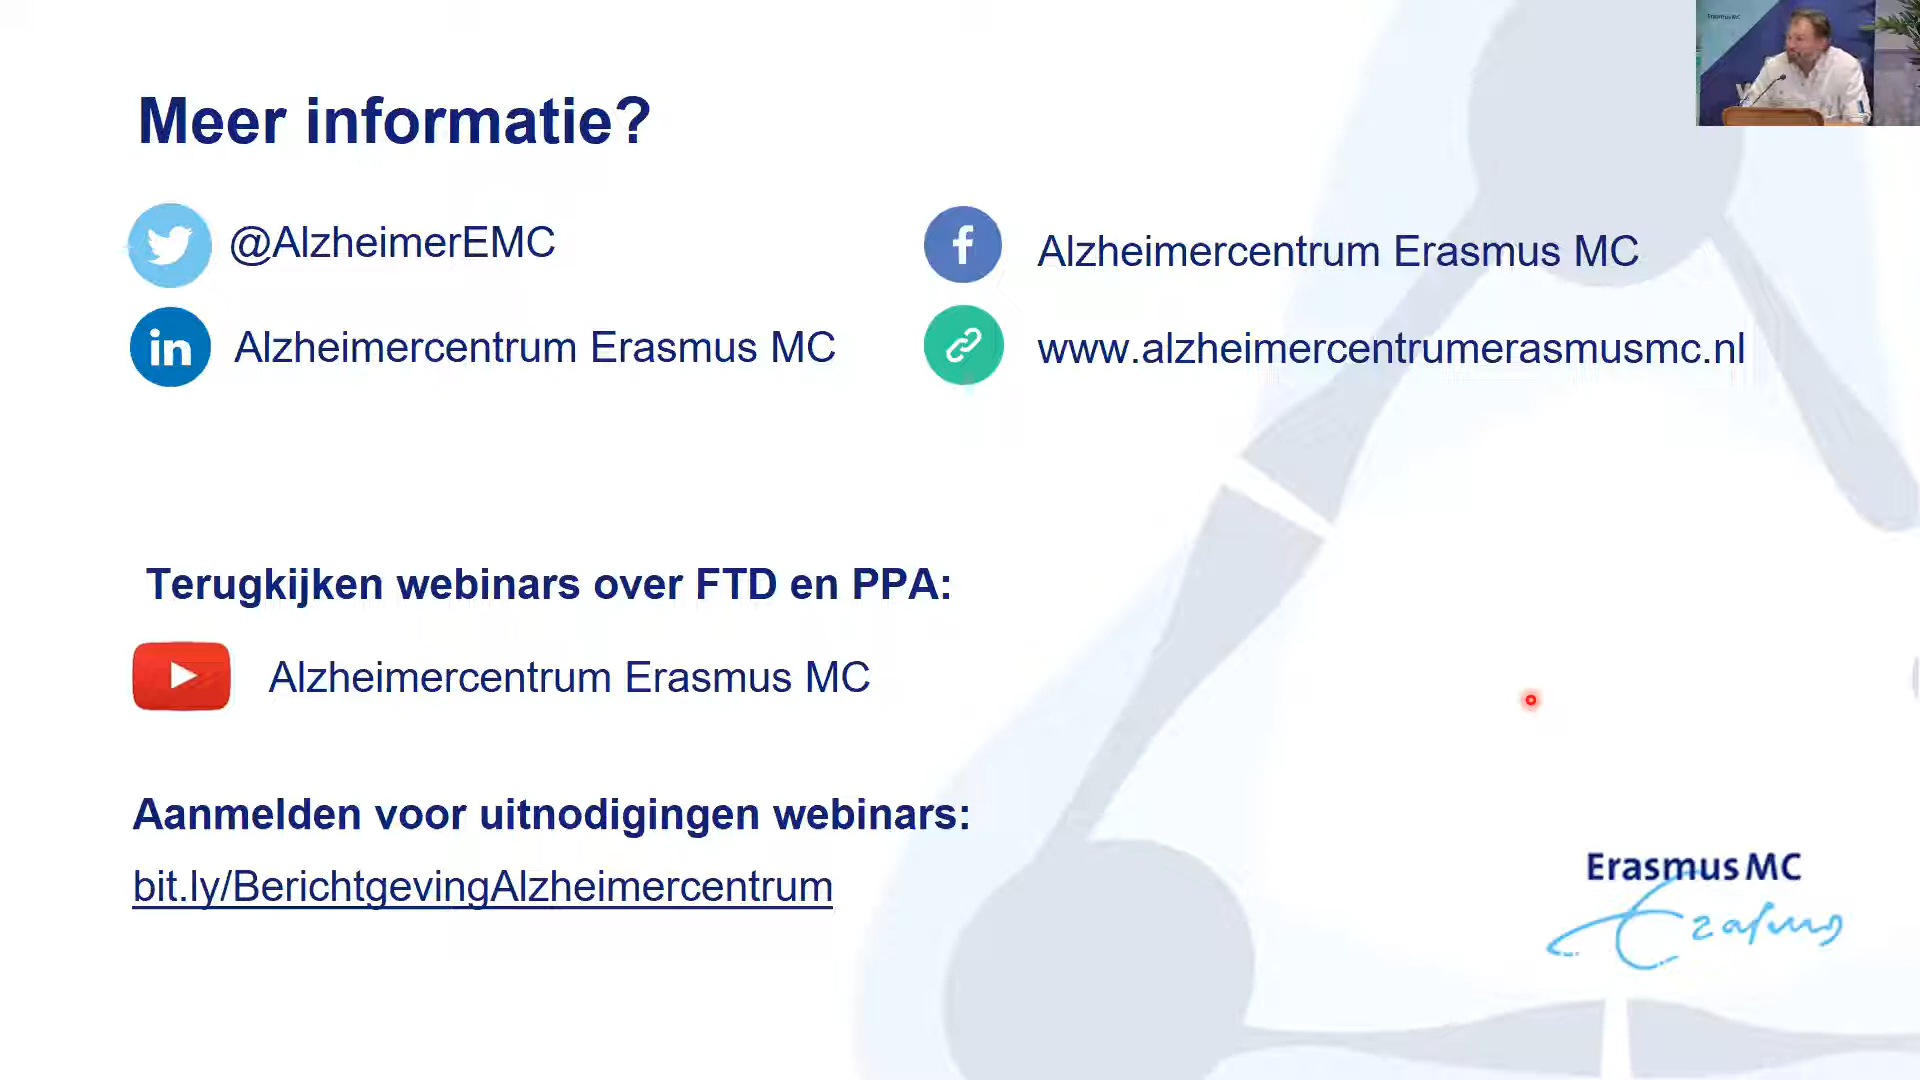 Meer informatie?
@AlzheimerEMC
Alzheimercentrum Erasmus MC
Alzheimercentrum Erasmus MC
www.alzheimercentrumerasmusmc.nl
Terugkijken webinars over FTD en PPA:
Alzheimercentrum Erasmus MC
Aanmelden voor uitnodigingen webinars:
bit.ly/BerichtgevingAlzheimercentrum
Erasmus MC
Erasmus